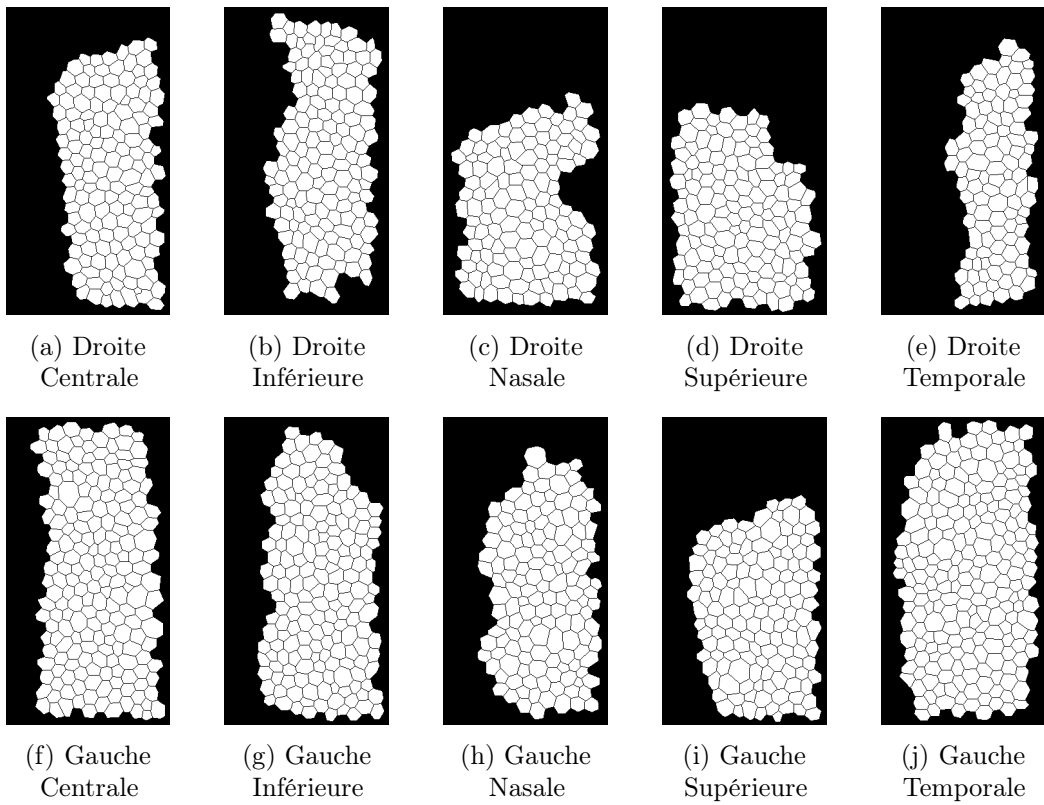 (a) Droite
Centrale
(b) Droite
Inférieure
(c) Droite
Nasale
(d) Droite
Supérieure
(e) Droite
Temporale
(f) Gauche
Centrale
(g) Gauche
Inférieure
(h) Gauche
Nasale
(i) Gauche
Supérieure
(j) Gauche
Temporale